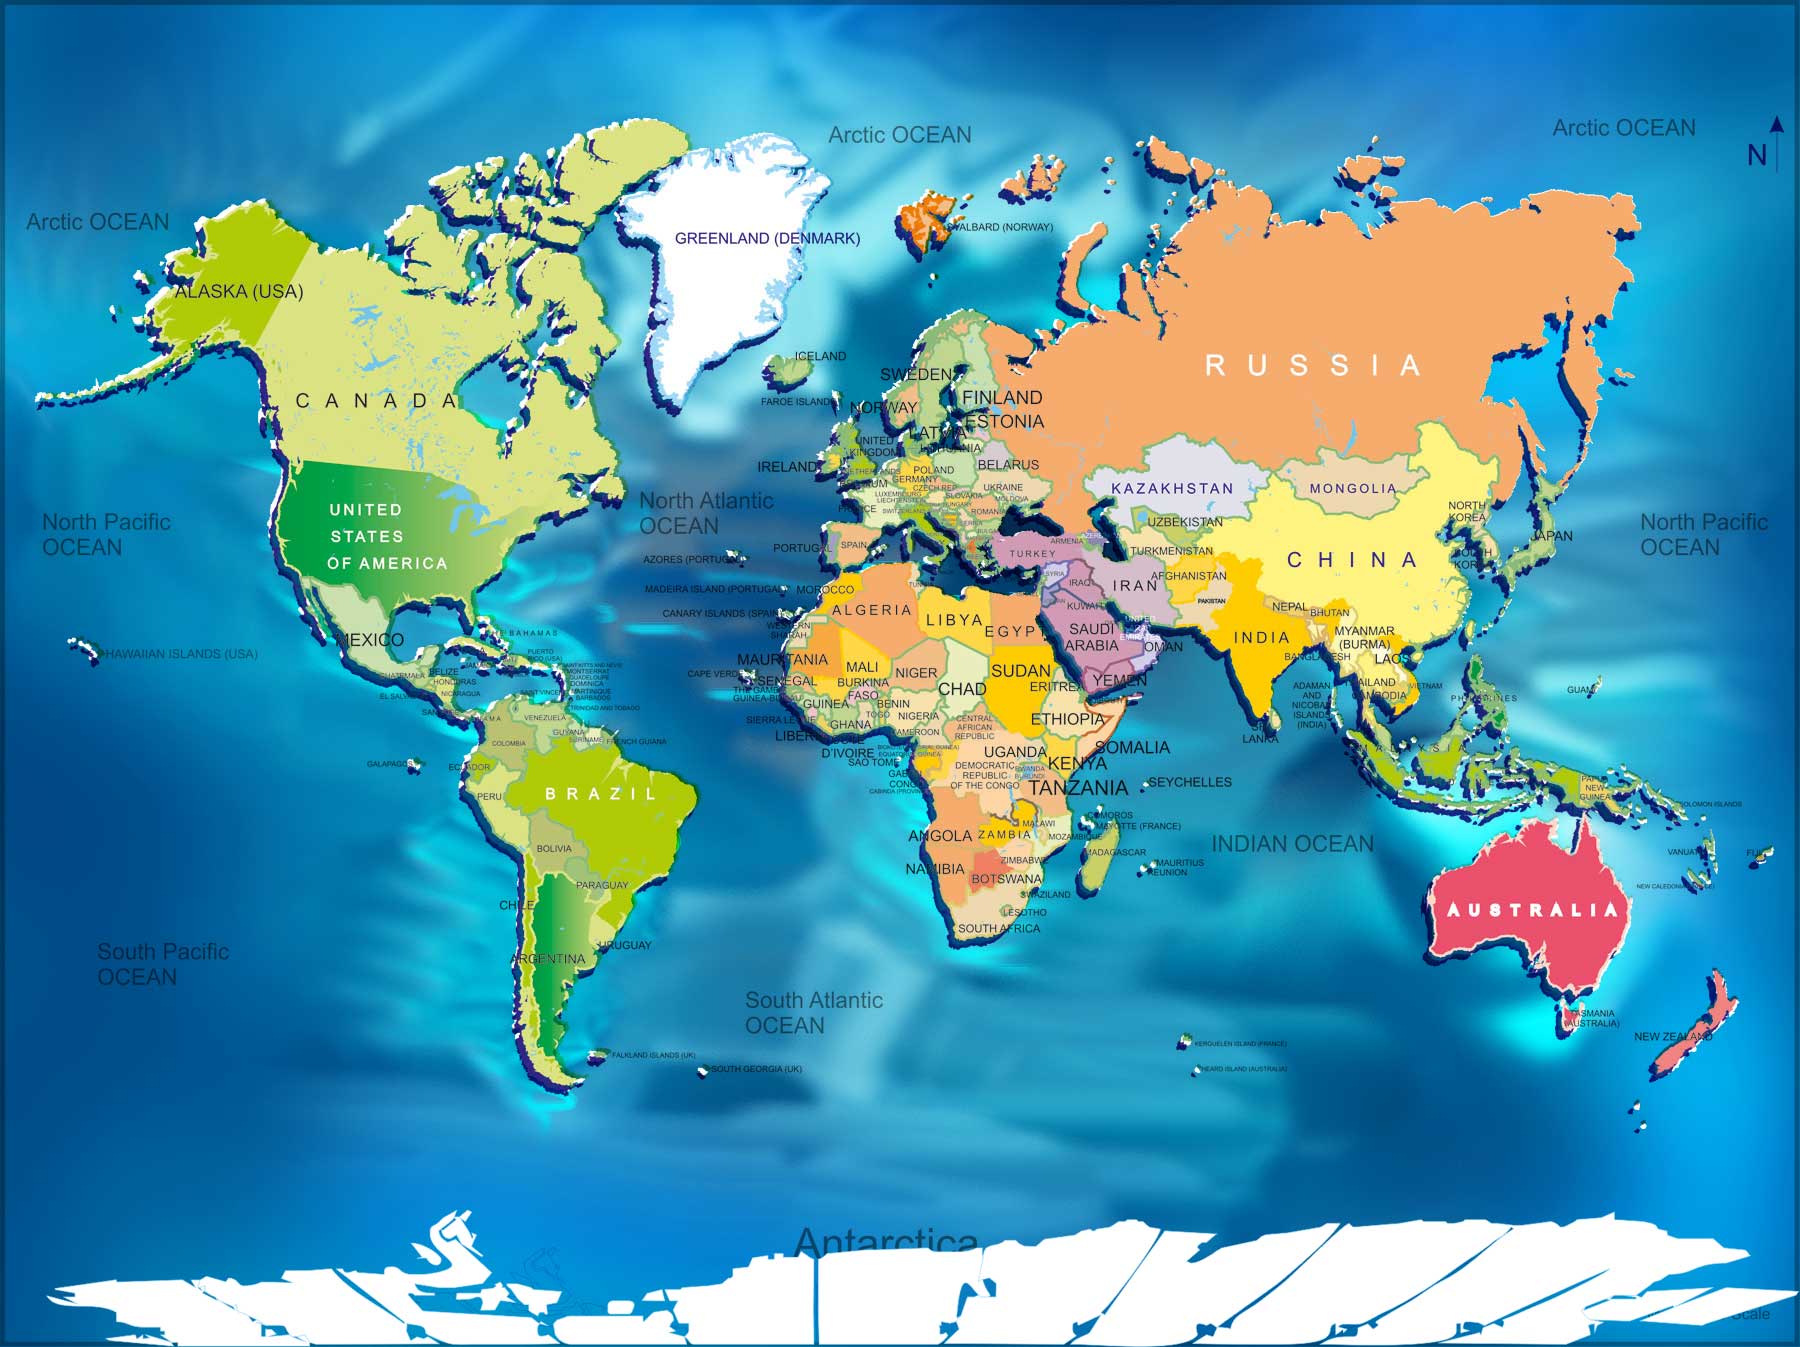 Arctic OCEAN
Arctic OCEAN
N
Arctic OCEAN
GREENLAND (DENMARK)
SVALBARD (NORWAY)
ALASKA (USA)
CANADA
ICELAND
FAROE ISLANDS
SWEDEN
NORWAY
FINLAND
ESTONIA
LATVIA
LITHUANIA
RUSSIA
UNITED
KINGDOM
IRELAND
NETHERLANDS
POLAND
GERMANY
BELARUS
CZECH REP.
LUXEMBOURG
LIECHTENSTEIN
SLOVAKIA
UKRAINE
MOLDOVA
HUNGARY
ROMANIA
SWITZERLAND
FRANCE
PORTUGAL
SPAIN
UNITED
STATES
OF AMERICA
North Atlantic
OCEAN
North Pacific
OCEAN
North Pacific
OCEAN
KAZAKHSTAN
MONGOLIA
UZBEKISTAN
TURKMENISTAN
AFGHANISTAN
PAKISTAN
CHINA
NORTH
KOREA
SOUTH
KOR
JAPAN
TURKEY
ARMENIA
SYRIA
IRAQ
IRAN
KUWAIT
SAUDI
ARABIA
UNITED
OMAN
YEMEN
AZORES (PORTUGAL)
MADEIRA ISLAND (PORTUGAL)
CANARY ISLANDS (SPAIN)
MOROCCO
WESTERN
SHARAH
ALGERIA
LIBYA
EGYPT
MAURITANIA
MALI
NIGER
CHAD
SUDAN
ERITREA
CAPE VERDE
SENEGAL
THE GAMBIA
GUINEA-BISSAU
BURKINA
FASO
GUINEA
BENIN
TOGO
GHANA
NIGERIA
SIERRA LEONE
LIBERIA
D'IVOIRE
SAO TOME
CAMEROON
CENTRAL
AFRICAN
REPUBLIC
ETHIOPIA
SOMALIA
UGANDA
KENYA
RWANDA
BURUNDI
DEMOCRATIC
REPUBLIC
OF THE CONGO
GABON
CONGO
TANZANIA
SEYCHELLES
ANGOLA
ZAMBIA
MALAWI
MOZAMBIQUE
COMOROS
MAYOTTE (FRANCE)
MADAGASCAR
MAURITIUS
REUNION
NAMIBIA
ZIMBABWE
BOTSWANA
SWAZILAND
LESOTHO
SOUTH AFRICA
INDIA
NEPAL
BHUTAN
BANGLADESH
MYANMAR
(BURMA)
LAOS
THAILAND
CAMBODIA
VIETNAM
ADAMAN
AND
NICOBAR
ISLANDS
(INDIA)
SRI
LANKA
PHILIPPINES
GUAM
MALAYSIA
PAPUA
NEW
GUINEA
SOLOMON ISLANDS
VANUATU
FIJI
NEW CALEDONIA (FRANCE)
HAWAIIAN ISLANDS (USA)
MEXICO
THE BAHAMAS
BELIZE
GUATEMALA
HONDURAS
EL SALVADOR
NICARAGUA
JAMAICA
PUERTO
RICO (USA)
SAINT KITTS AND NEVIS
MONTSERRAT
GUADELOUPE
DOMINICA
MARTINIQUE
BARBADOS
SAINT VINCENT
TRINIDAD AND TOBAGO
PANAMA
VENEZUELA
COLOMBIA
GUYANA
SURINAME
FRENCH GUIANA
GALAPAGOS
ECUADOR
PERU
BRAZIL
BOLIVIA
PARAGUAY
CHILE
URUGUAY
ARGENTINA
INDIAN OCEAN
AUSTRALIA
TASMANIA
(AUSTRALIA)
NEW ZEALAND
South Pacific
OCEAN
South Atlantic
OCEAN
FALKLAND ISLANDS (UK)
SOUTH GEORGIA (UK)
KERGUELEN ISLAND (FRANCE)
HEARD ISLAND (AUSTRALIA)
Antarctica
Scale